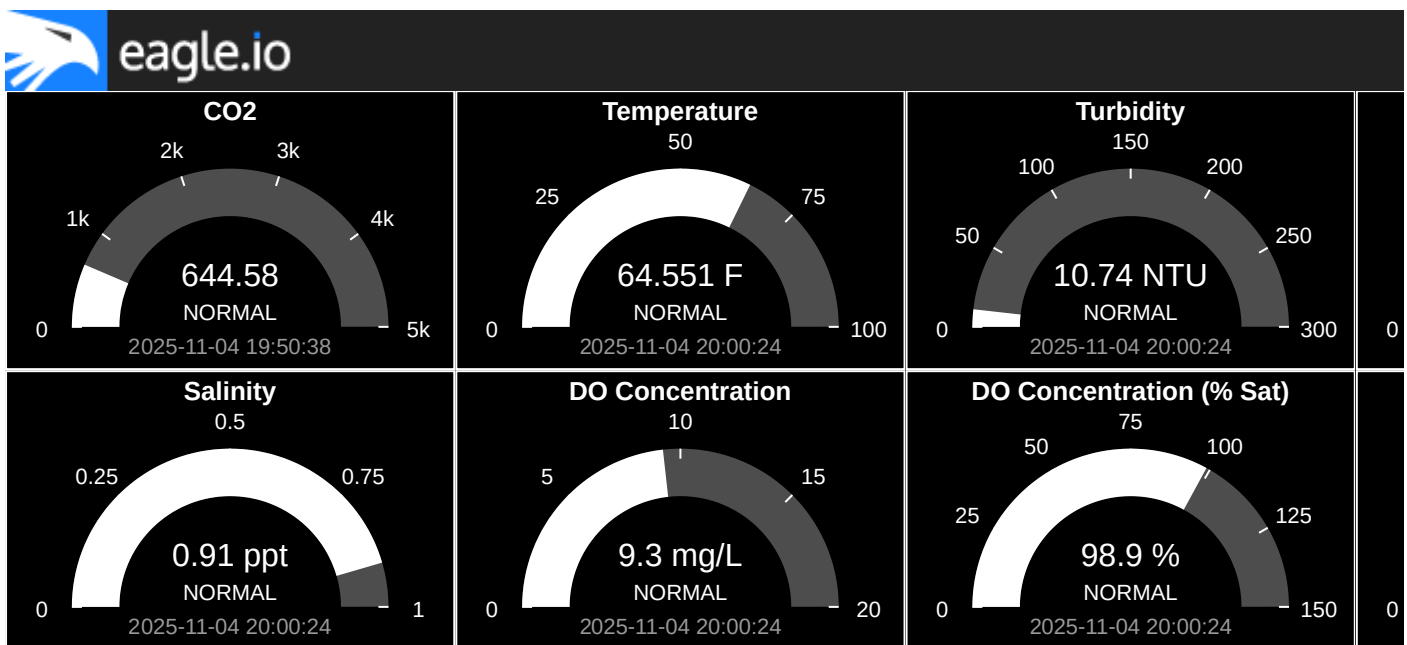 eagle.io
CO2
2k
3k
1k
4k
644.58
NORMAL
0
5k
2025-11-04 19:50:38
Temperature
50
25
75
64.551 F
NORMAL
0
100
2025-11-04 20:00:24
Turbidity
150
100
200
50
250
10.74 NTU
NORMAL
0
300
2025-11-04 20:00:24
0
Salinity
0.5
0.25
0.75
0.91 ppt
NORMAL
0
1
2025-11-04 20:00:24
DO Concentration
10
5
15
9.3 mg/L
NORMAL
0
20
2025-11-04 20:00:24
DO Concentration (% Sat)
75
50
100
25
125
98.9 %
NORMAL
0
150
2025-11-04 20:00:24
0